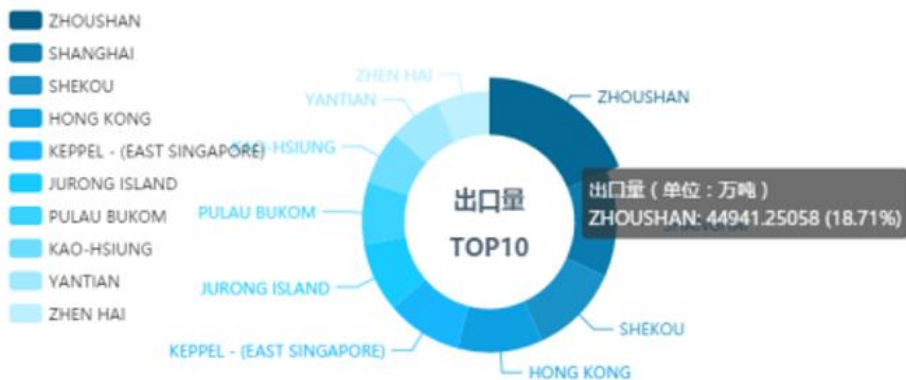 ZHOUSHAN
SHANGHAI
SHEKOU
HONG KONG
KEPPEL - (EAST SINGAPORE)
JURONG ISLAND
PULAU BUKOM
KAO-HSIUNG
YANTIAN
ZHEN HAI
ZHEN HAI
YANTIAN
KAO-HSIUNG
PULAU BUKOM
JURONG ISLAND
KEPPEL - (EAST SINGAPORE)
HONG KONG
SHEKOU
SHANGHAI
ZHOUSHAN
出口量
TOP10
出口量（单位：万吨）
ZHOUSHAN: 44941.25058 (18.71%)